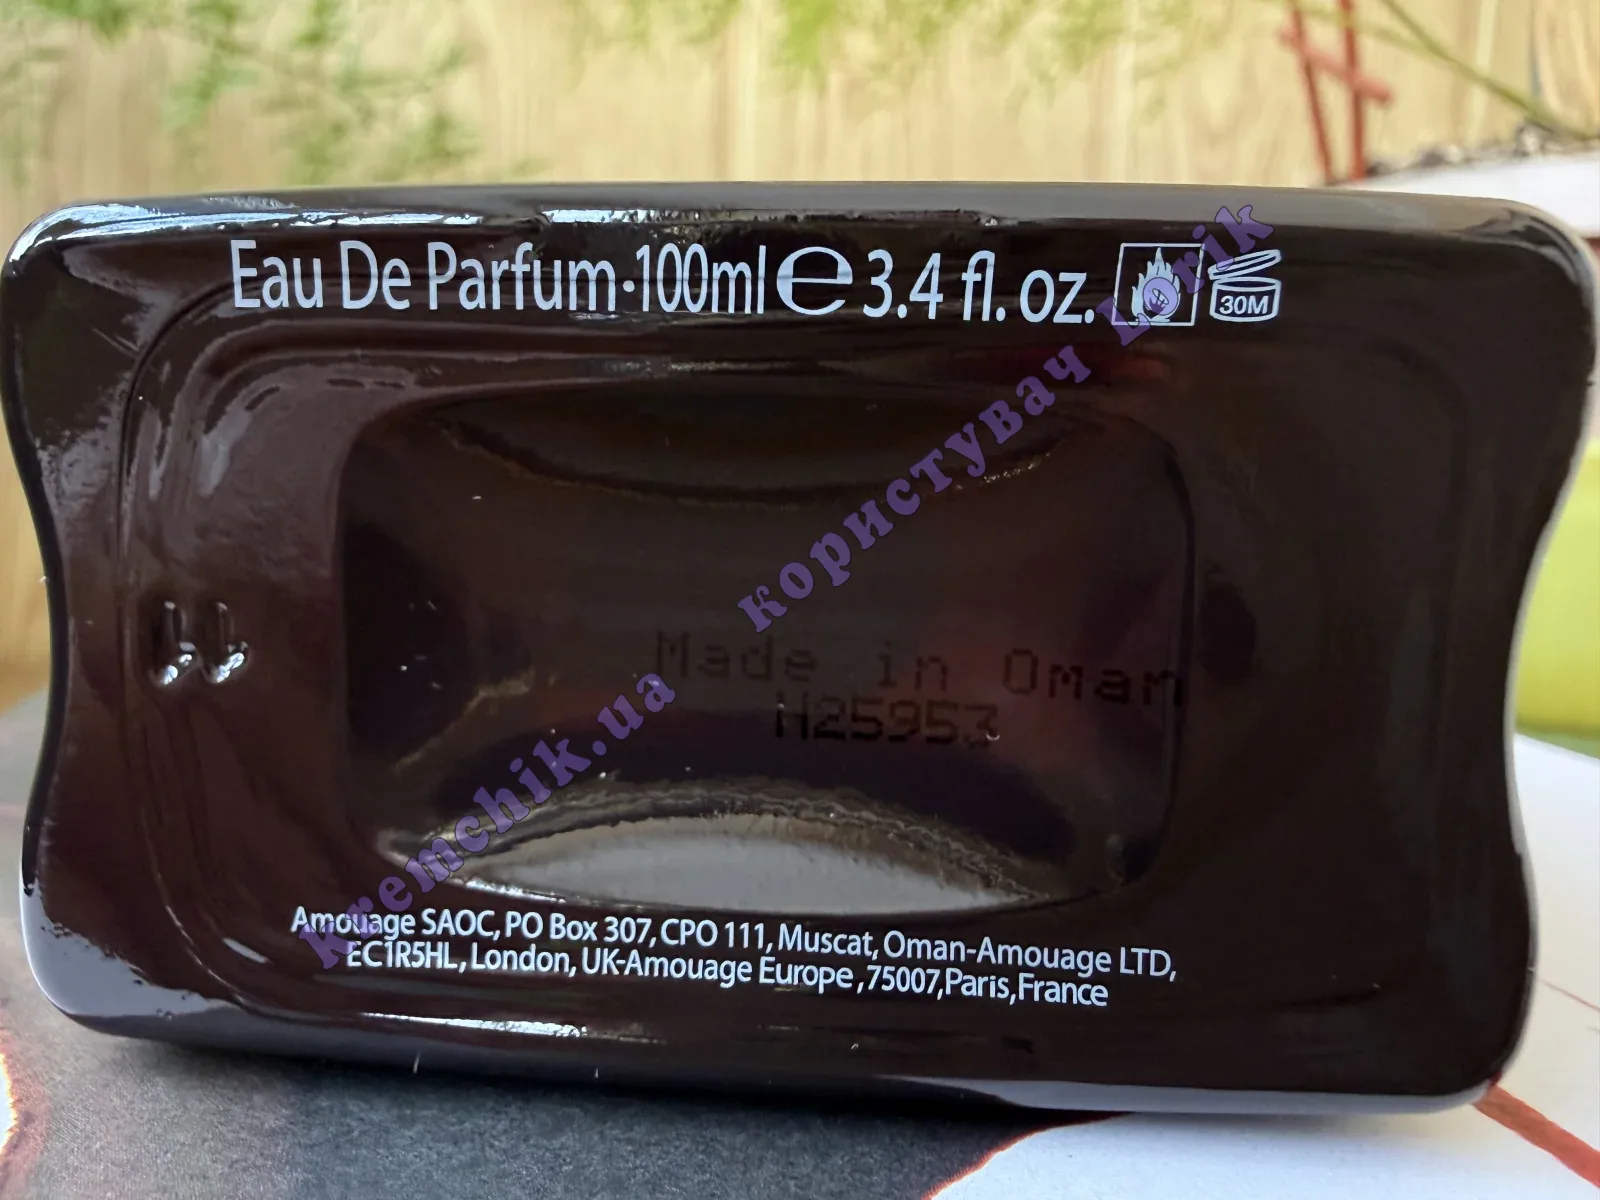 Eau De Parfum·100ml ℮ 3.4 fl. oz.
30M
Made in Oman
H25953
Amouage SAOC, PO Box 307, CPO 111, Muscat, Oman-Amouage LTD,
EC1R5HL, London, UK-Amouage Europe, 75007, Paris, France
kremchik.ua користувач Lorik